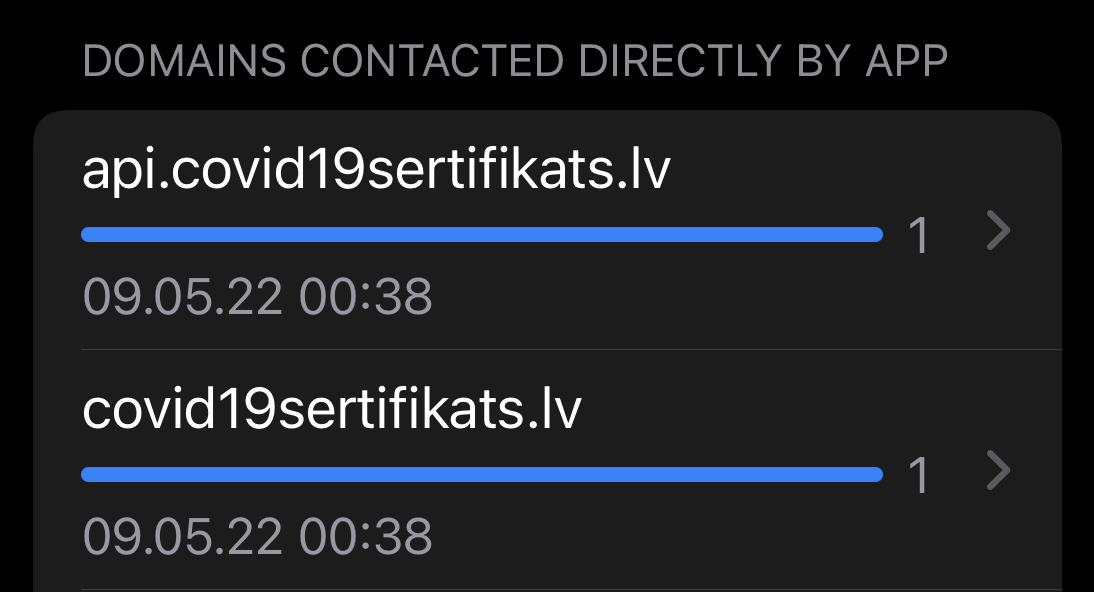 DOMAINS CONTACTED DIRECTLY BY APP
api.covid19sertifikats.lv
1
09.05.22 00:38
covid19sertifikats.lv
1
09.05.22 00:38